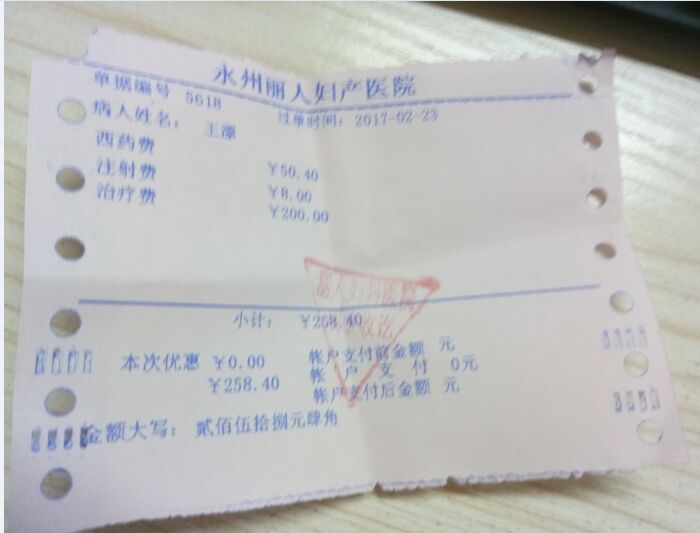 永州丽人妇产医院
单据编号 5618
病人姓名： 王 过单时间： 2017-02-23
西药费 ￥50.40
注射费 ￥8.00
治疗费 ￥200.00
小计： ￥258.40
本次优惠 ￥0.00 帐户支付前金额 元
￥258.40 帐 户 支 付 0元
帐户支付后金额 元
金额大写： 贰佰伍拾捌元肆角